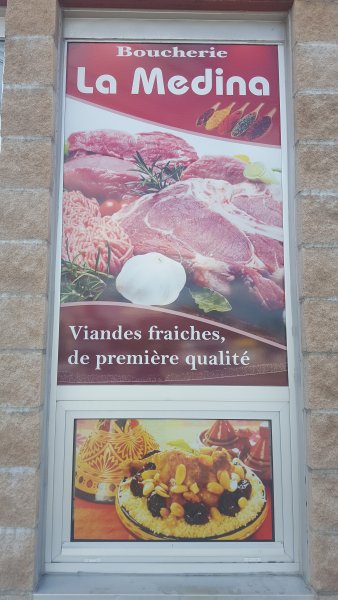 Boucherie
La Medina
Viandes fraiches,
de première qualité